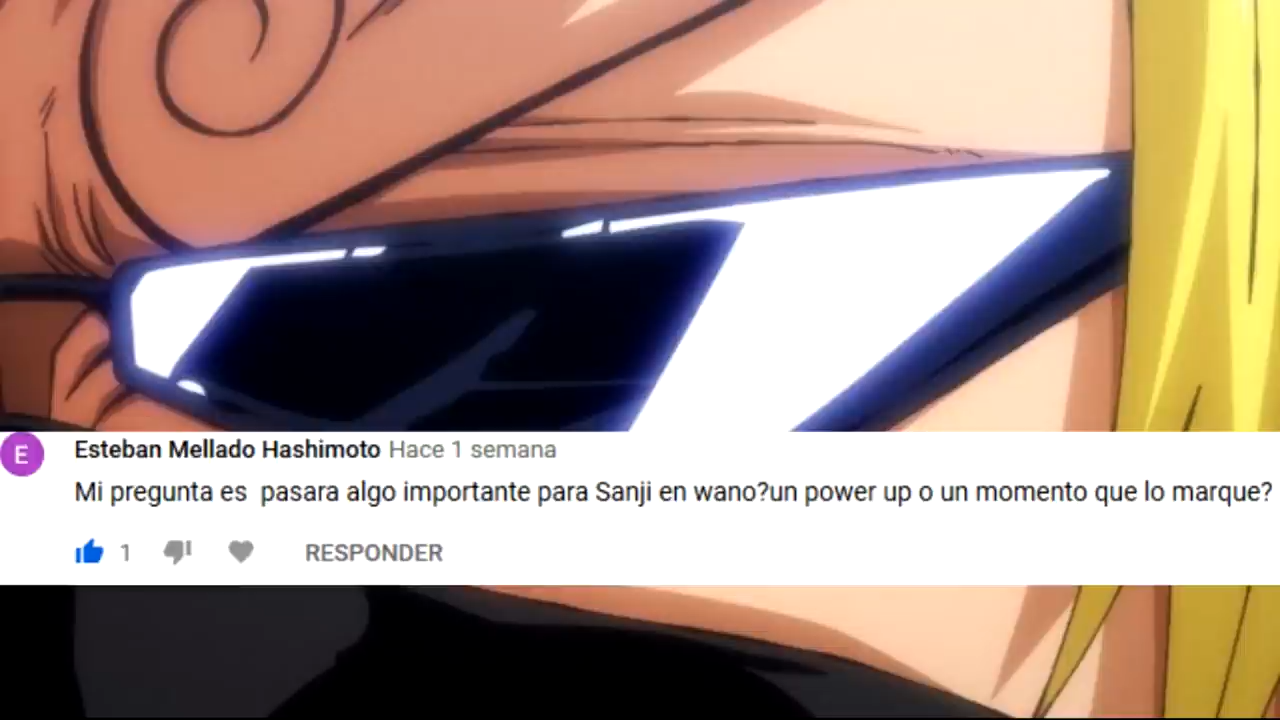 E
Esteban Mellado Hashimoto Hace 1 semana
Mi pregunta es  pasara algo importante para Sanji en wano?un power up o un momento que lo marque?
1 RESPONDER